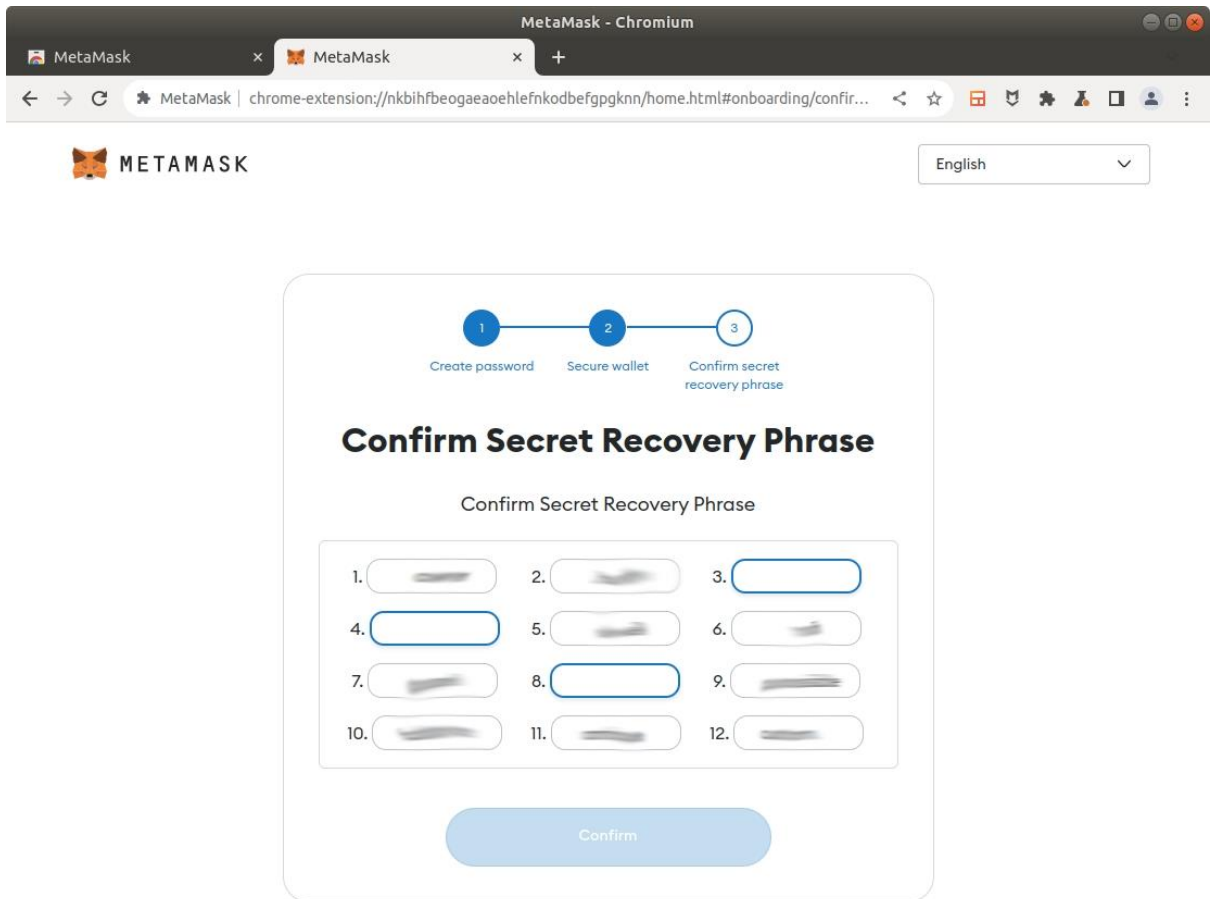 MetaMask - Chromium
MetaMask × MetaMask × +
MetaMask | chrome-extension://nkbihfbeogaeaoehlefnkodbefgpgknn/home.html#onboarding/confir...
METAMASK
English
1 2 3
Create password Secure wallet Confirm secret
recovery phrase
Confirm Secret Recovery Phrase
Confirm Secret Recovery Phrase
1. 2. 3.
4. 5. 6.
7. 8. 9.
10. 11. 12.
Confirm